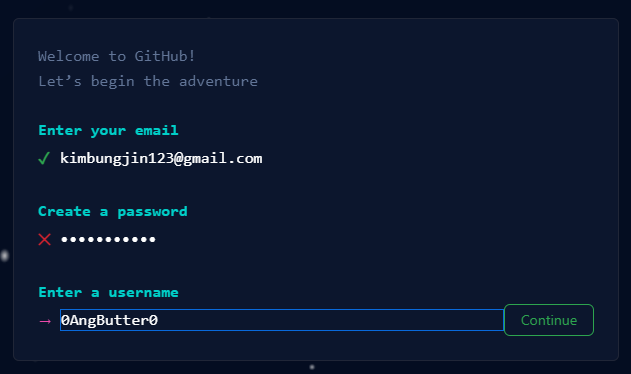 Welcome to GitHub!
Let’s begin the adventure
Enter your email
✓ kimbungjin123@gmail.com
Create a password
✕ •••••••••••
Enter a username
→ 0AngButter0
Continue